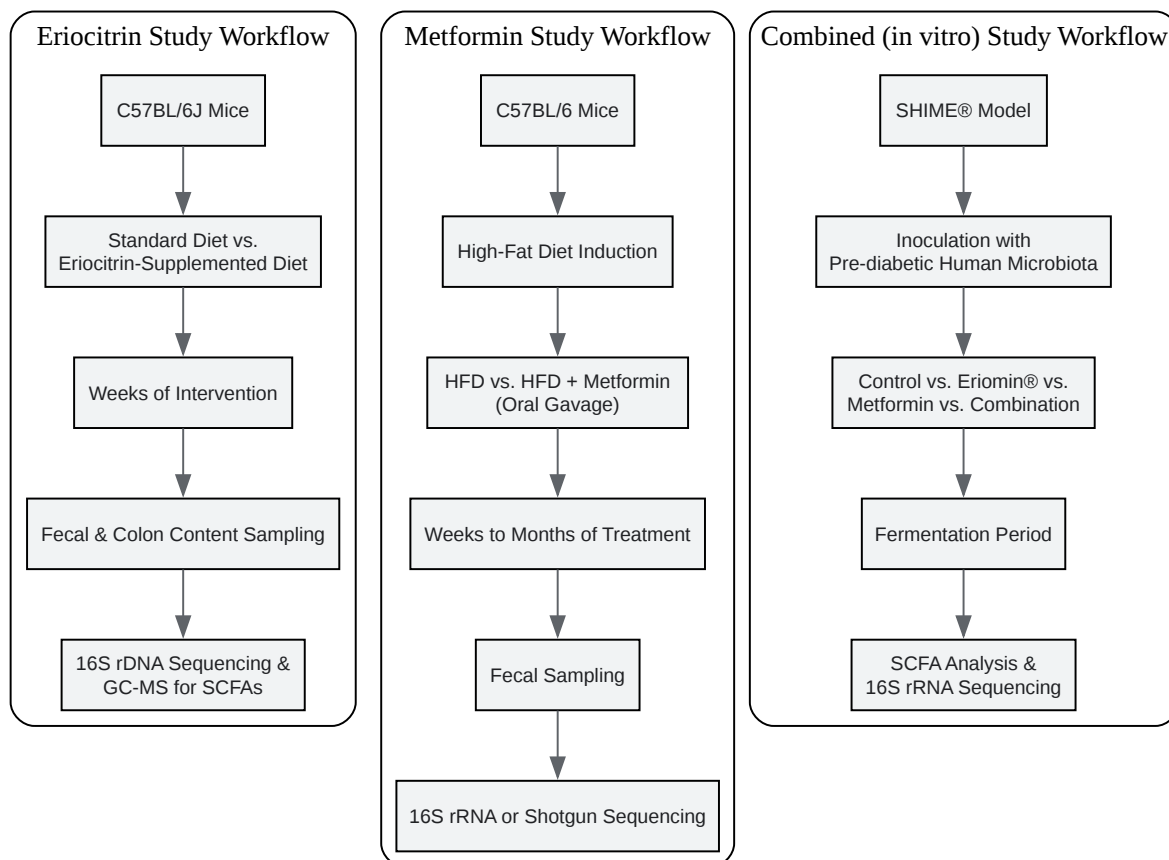 Eriocitrin Study Workflow
C57BL/6J Mice
Standard Diet vs.
Eriocitrin-Supplemented Diet
Weeks of Intervention
Fecal & Colon Content Sampling
16S rDNA Sequencing &
GC-MS for SCFAs
Metformin Study Workflow
C57BL/6 Mice
High-Fat Diet Induction
HFD vs. HFD + Metformin
(Oral Gavage)
Weeks to Months of Treatment
Fecal Sampling
16S rRNA or Shotgun Sequencing
Combined (in vitro) Study Workflow
SHIME® Model
Inoculation with
Pre-diabetic Human Microbiota
Control vs. Eriomin® vs.
Metformin vs. Combination
Fermentation Period
SCFA Analysis &
16S rRNA Sequencing